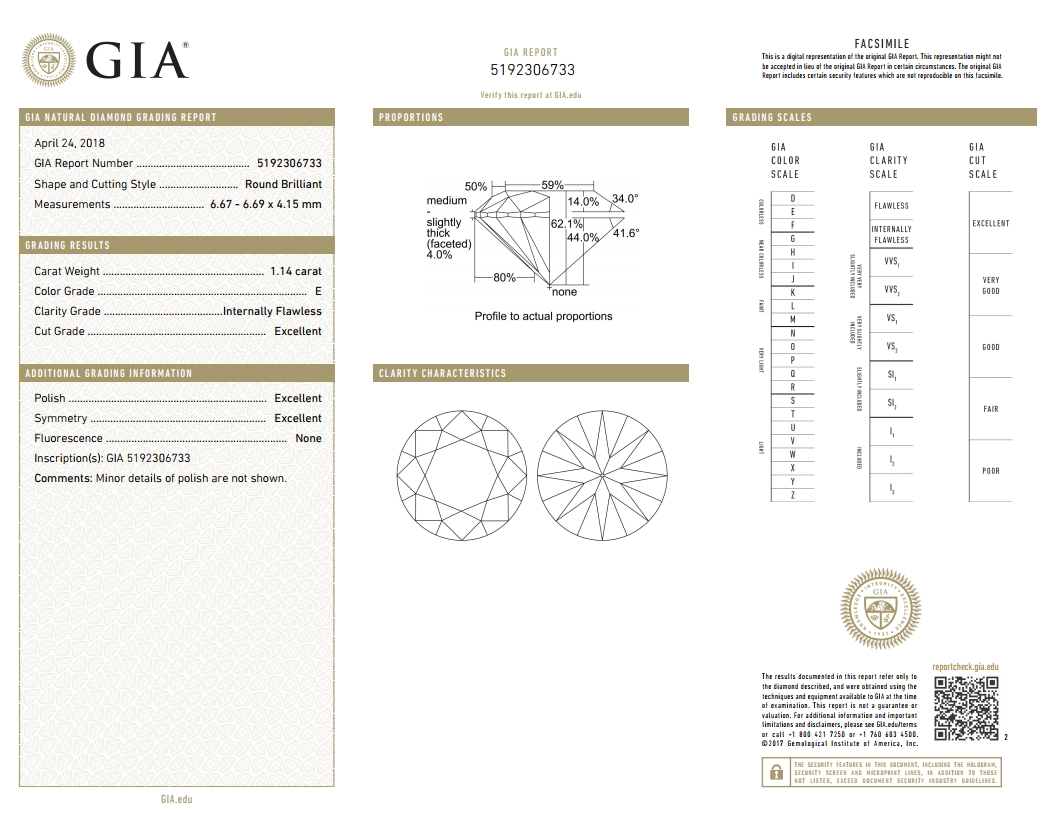 GIA®
GIA REPORT
5192306733
Verify this report at GIA.edu
FACSIMILE
This is a digital representation of the original GIA Report. This representation might not
be accepted in lieu of the original GIA Report in certain circumstances. The original GIA
Report includes certain security features which are not reproducible on this facsimile.
GIA NATURAL DIAMOND GRADING REPORT
April 24, 2018
GIA Report Number .................................... 5192306733
Shape and Cutting Style ......................... Round Brilliant
Measurements ............................. 6.67 - 6.69 x 4.15 mm
GRADING RESULTS
Carat Weight .................................................... 1.14 carat
Color Grade ................................................................... E
Clarity Grade ......................................Internally Flawless
Cut Grade ......................................................... Excellent
ADDITIONAL GRADING INFORMATION
Polish ................................................................ Excellent
Symmetry ......................................................... Excellent
Fluorescence ......................................................... None
Inscription(s): GIA 5192306733
Comments: Minor details of polish are not shown.
GIA.edu
PROPORTIONS
50%
59%
medium
-
slightly
thick
(faceted)
4.0%
14.0%
34.0°
62.1%
44.0%
41.6°
80%
none
Profile to actual proportions
CLARITY CHARACTERISTICS
GRADING SCALES
GIA
COLOR
SCALE
COLORLESS
D
E
F
NEAR COLORLESS
G
H
I
J
FAINT
K
L
M
VERY LIGHT
N
O
P
Q
R
LIGHT
S
T
U
V
W
X
Y
Z
GIA
CLARITY
SCALE
FLAWLESS
INTERNALLY
FLAWLESS
VERY VERY
SLIGHTLY INCLUDED
VVS1
VVS2
VERY SLIGHTLY
INCLUDED
VS1
VS2
SLIGHTLY INCLUDED
SI1
SI2
INCLUDED
I1
I2
I3
GIA
CUT
SCALE
EXCELLENT
VERY
GOOD
GOOD
FAIR
POOR
INTEGRITY
EXCELLENCE
KNOWLEDGE
GIA
reportcheck.gia.edu
The results documented in this report refer only to
the diamond described, and were obtained using the
techniques and equipment available to GIA at the time
of examination. This report is not a guarantee or
valuation. For additional information and important
limitations and disclaimers, please see GIA.edu/terms
or call +1 800 421 7250 or +1 760 603 4500.
©2017 Gemological Institute of America, Inc.
2
THE SECURITY FEATURES IN THIS DOCUMENT, INCLUDING THE HOLOGRAM,
SECURITY SCREEN AND MICROPRINT LINES, IN ADDITION TO THOSE
NOT LISTED, EXCEED DOCUMENT SECURITY INDUSTRY GUIDELINES.